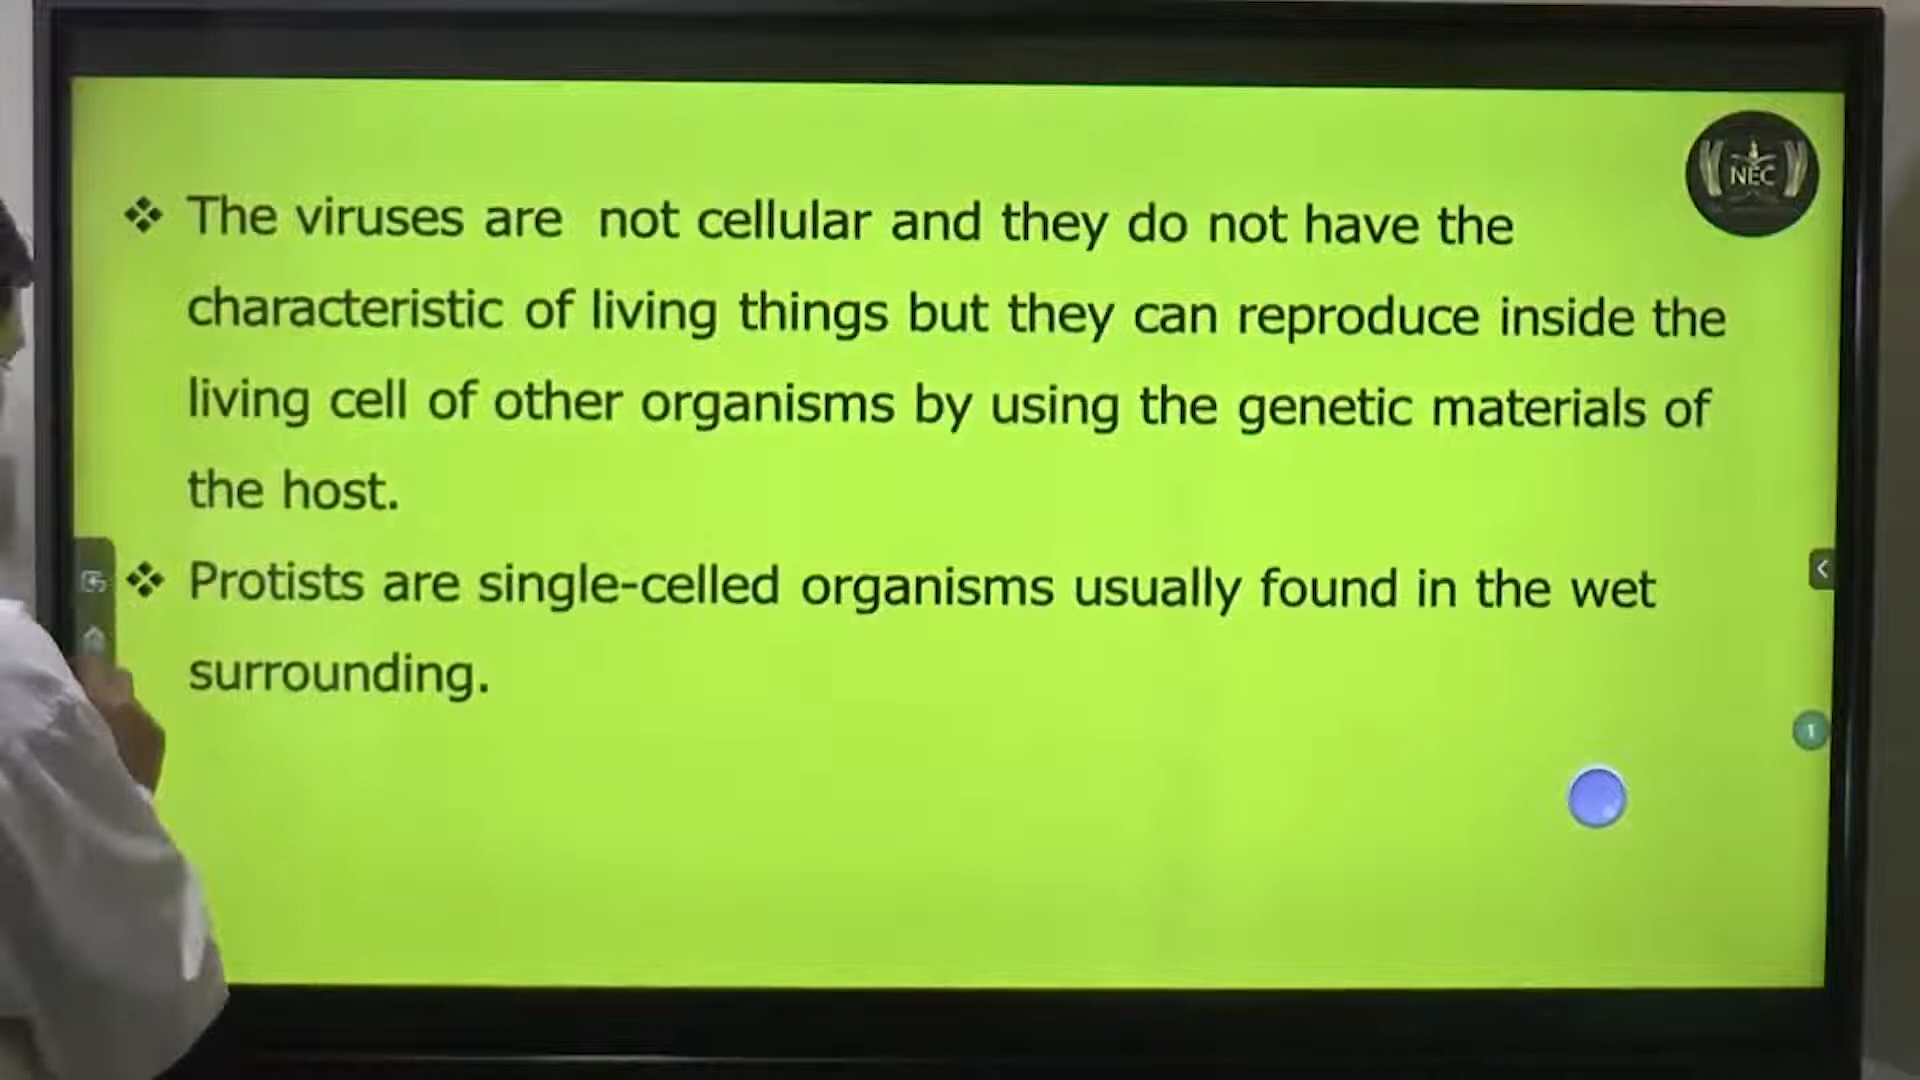 NEC
❖ The viruses are not cellular and they do not have the
characteristic of living things but they can reproduce inside the
living cell of other organisms by using the genetic materials of
the host.
❖ Protists are single-celled organisms usually found in the wet
surrounding.
1